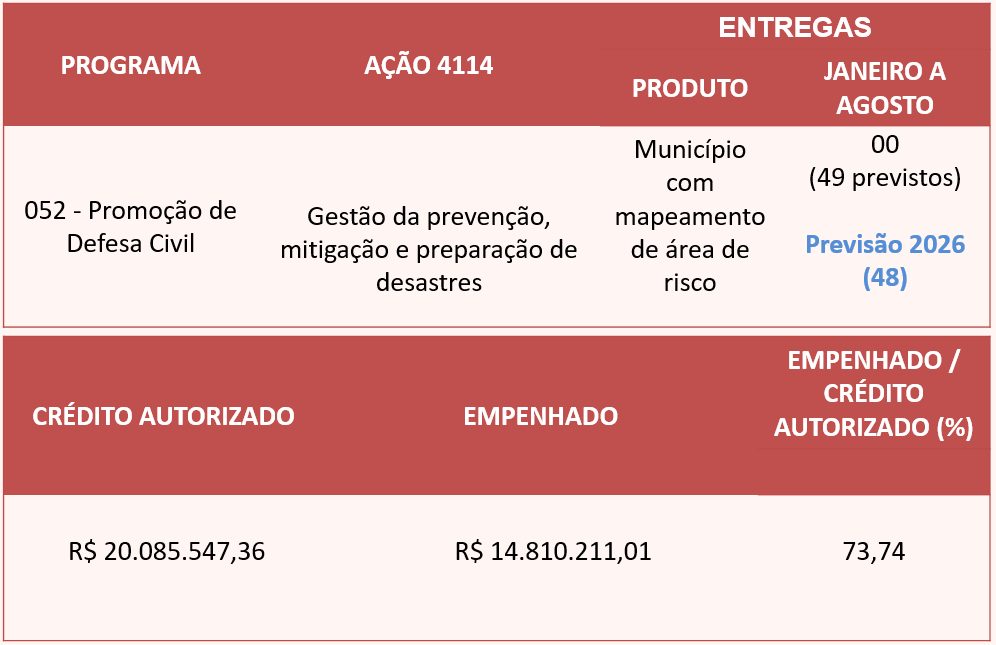 PROGRAMA
AÇÃO 4114
ENTREGAS
PRODUTO
JANEIRO A
AGOSTO
052 - Promoção de
Defesa Civil
Gestão da prevenção,
mitigação e preparação de
desastres
Município
com
mapeamento
de área de
risco
00
(49 previstos)
Previsão 2026
(48)
CRÉDITO AUTORIZADO
EMPENHADO
EMPENHADO /
CRÉDITO
AUTORIZADO (%)
R$ 20.085.547,36
R$ 14.810.211,01
73,74